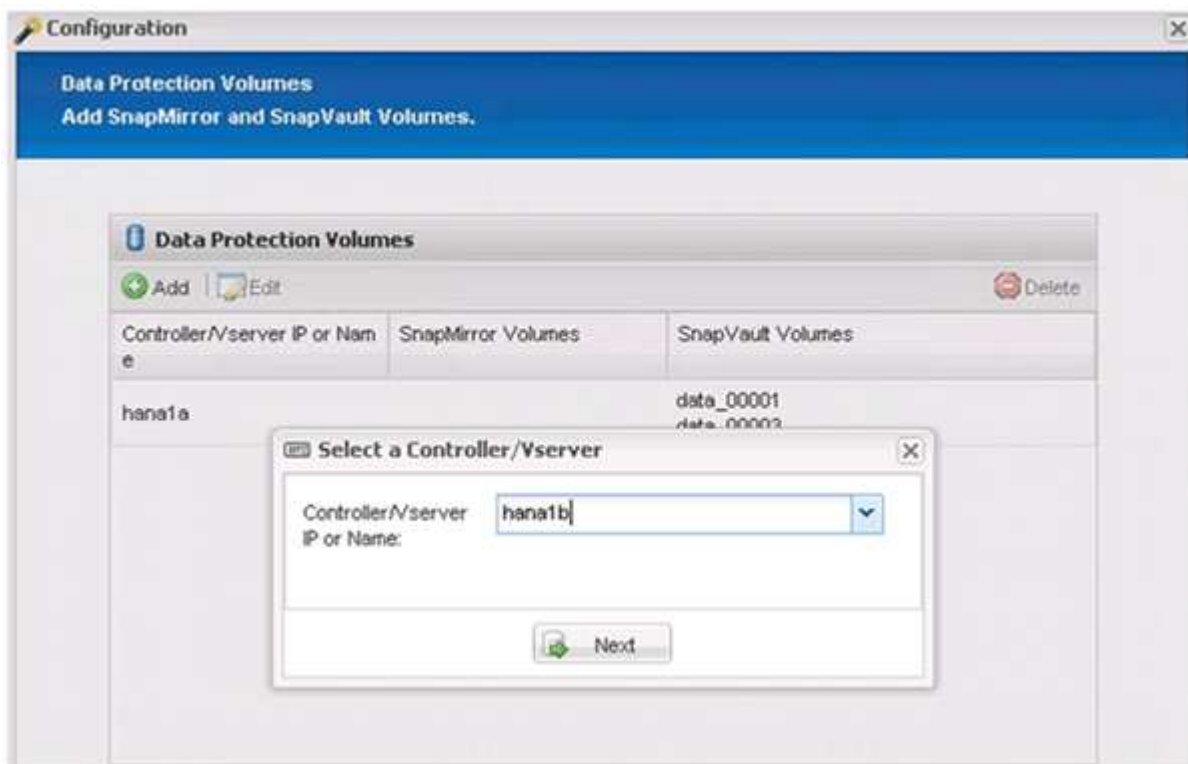 Configuration
Data Protection Volumes
Add SnapMirror and SnapVault Volumes.
Data Protection Volumes
Add Edit Delete
Controller/Vserver IP or Nam
e
SnapMirror Volumes
SnapVault Volumes
hana1a
data_00001
data_00003
Select a Controller/Vserver
Controller/Vserver
IP or Name:
hana1b
Next